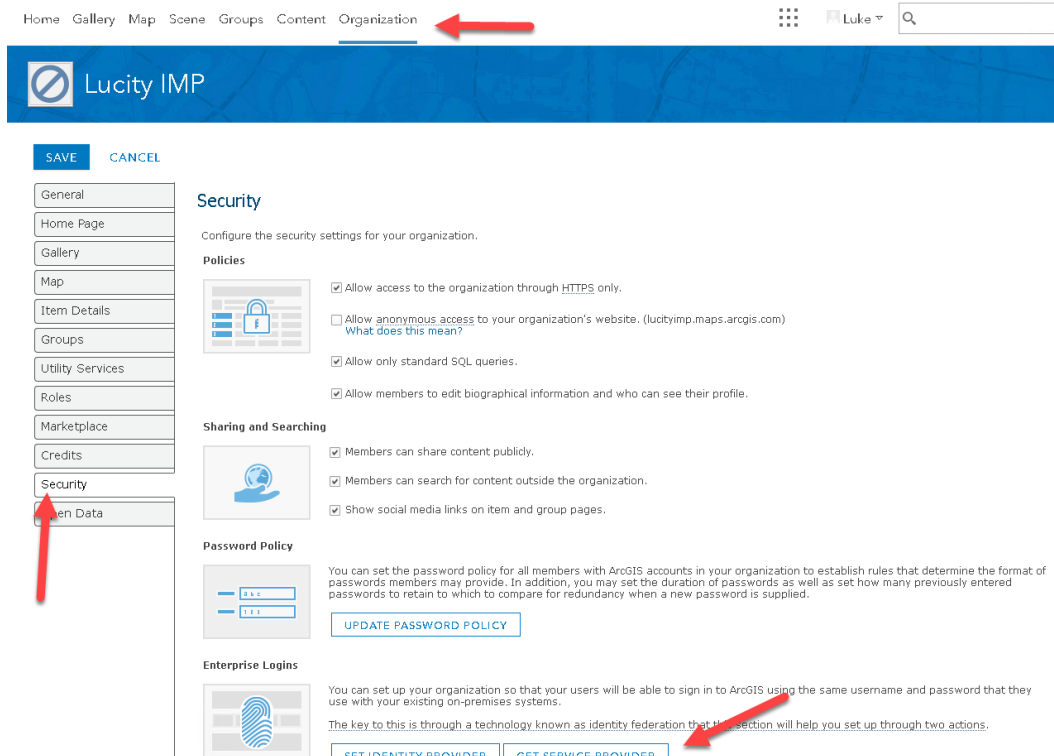 Home Gallery Map Scene Groups Content Organization Luke
Lucity IMP
SAVE CANCEL
General
Home Page
Gallery
Map
Item Details
Groups
Utility Services
Roles
Marketplace
Credits
Security
pen Data
Security
Configure the security settings for your organization.
Policies
Allow access to the organization through HTTPS only.
Allow anonymous access to your organization's website. (lucityimp.maps.arcgis.com)
What does this mean?
Allow only standard SQL queries.
Allow members to edit biographical information and who can see their profile.
Sharing and Searching
Members can share content publicly.
Members can search for content outside the organization.
Show social media links on item and group pages.
Password Policy
You can set the password policy for all members with ArcGIS accounts in your organization to establish rules that determine the format of
passwords members may provide. In addition, you may set the duration of passwords as well as set how many previously entered
passwords to retain to which to compare for redundancy when a new password is supplied.
UPDATE PASSWORD POLICY
Enterprise Logins
You can set up your organization so that your users will be able to sign in to ArcGIS using the same username and password that they
use with your existing on-premises systems.
The key to this is through a technology known as identity federation that section will help you set up through two actions.
SET IDENTITY PROVIDER GET SERVICE PROVIDER